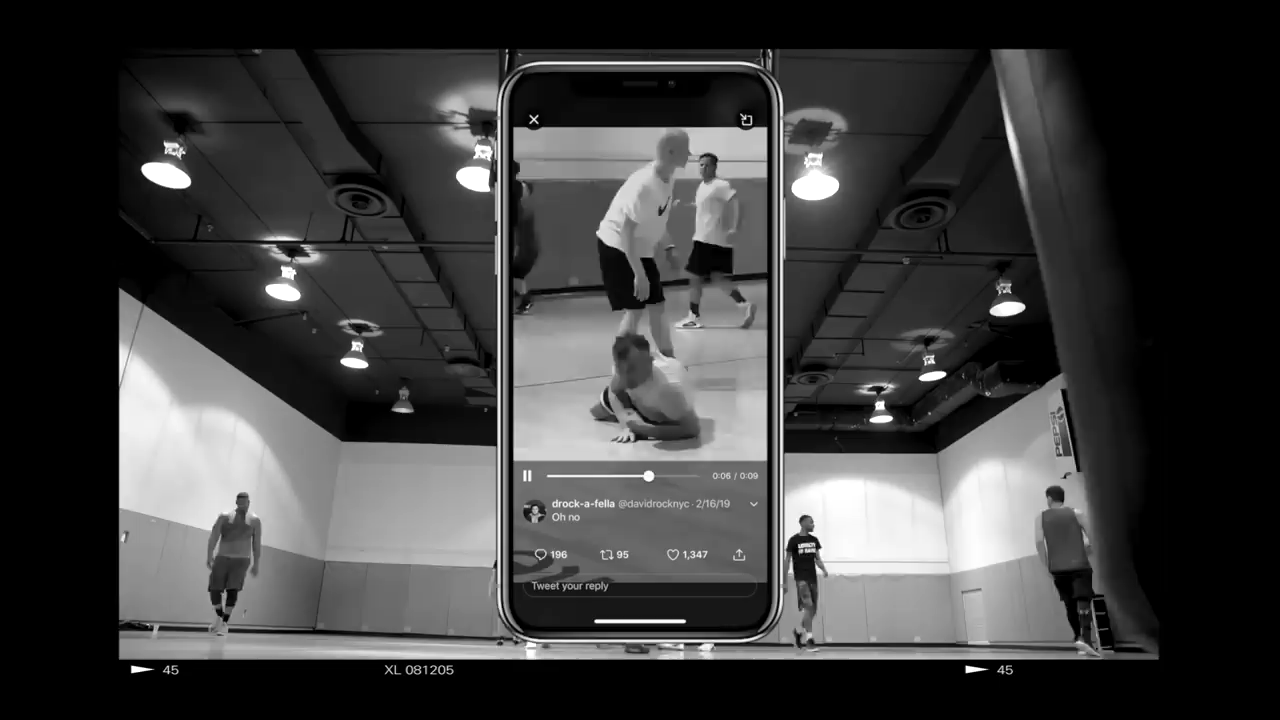 PEPSI
0:06 / 0:09
drock-a-fella @davidrocknyc · 2/16/19
Oh no
196 95 1,347
Tweet your reply
45 XL 081205 45